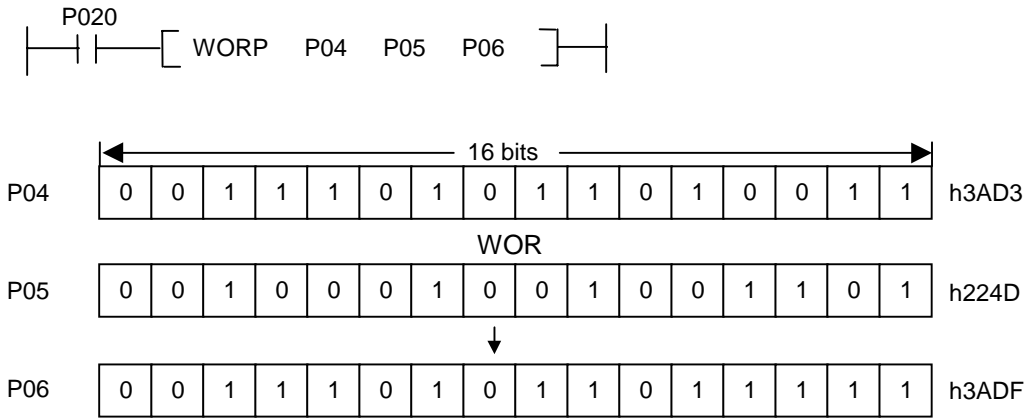 P020
WORP P04 P05 P06
16 bits
P04 0 0 1 1 1 0 1 0 1 1 0 1 0 0 1 1 h3AD3
WOR
P05 0 0 1 0 0 0 1 0 0 1 0 0 1 1 0 1 h224D
P06 0 0 1 1 1 0 1 0 1 1 0 1 1 1 1 1 h3ADF